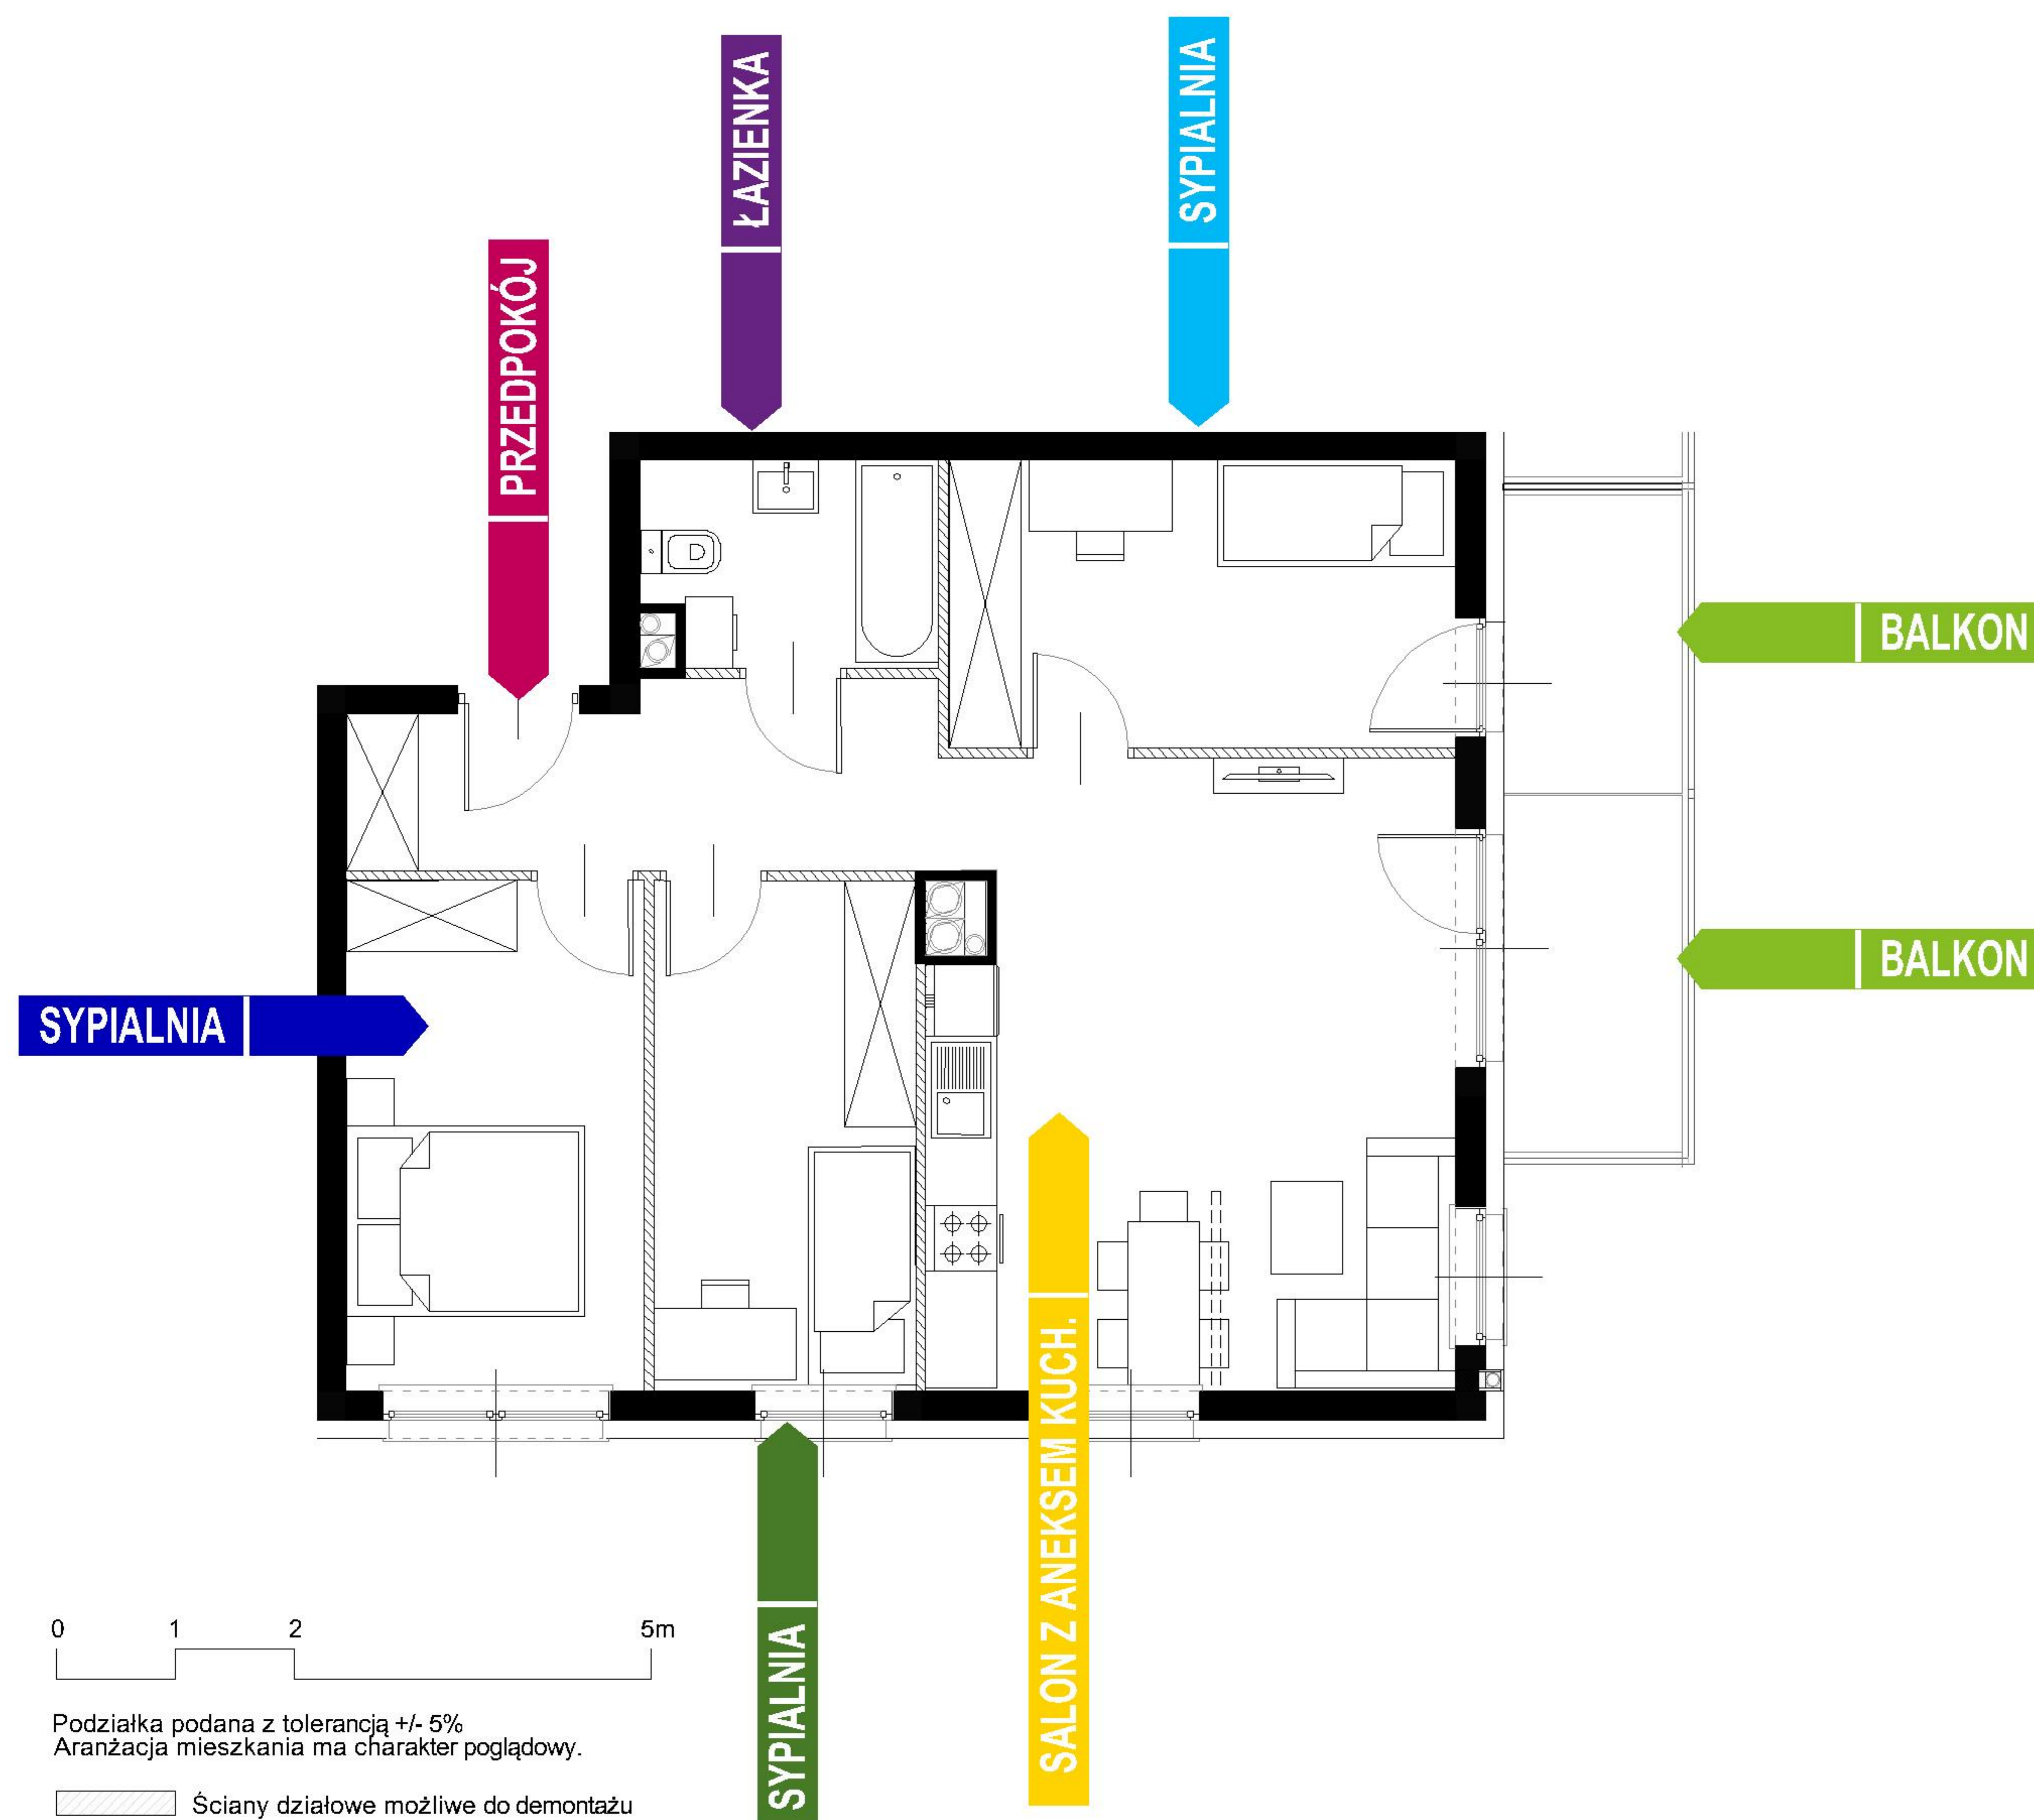 ŁAZIENKA
SYPIALNIA
PRZEDPOKÓJ
BALKON
BALKON
SYPIALNIA
SALON Z ANEKSEM KUCH.
SYPIALNIA
0 1 2 5m
Podziałka podana z tolerancją +/- 5%
Aranżacja mieszkania ma charakter poglądowy.
Ściany działowe możliwe do demontażu